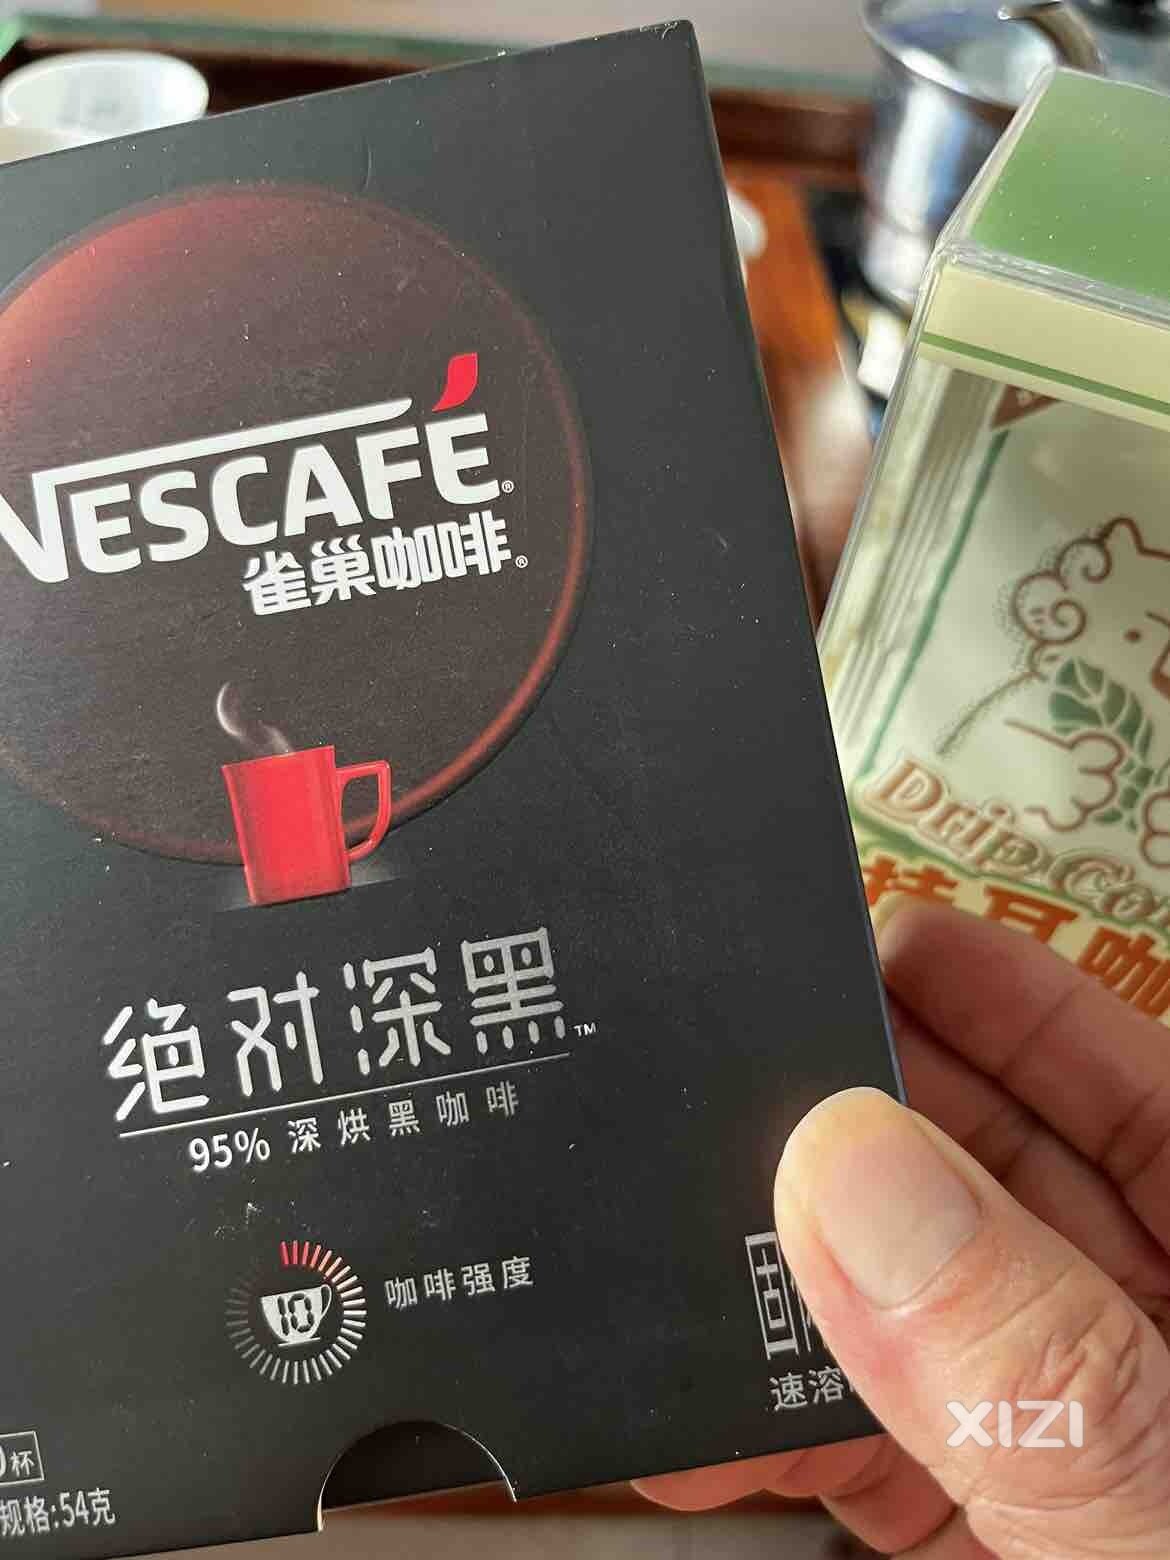 NESCAFÉ®
雀巢咖啡®
绝对深黑™
95% 深烘黑咖啡
10
咖啡强度
固
速溶
杯
规格:54克
Drip Co
挂耳咖
XIZI